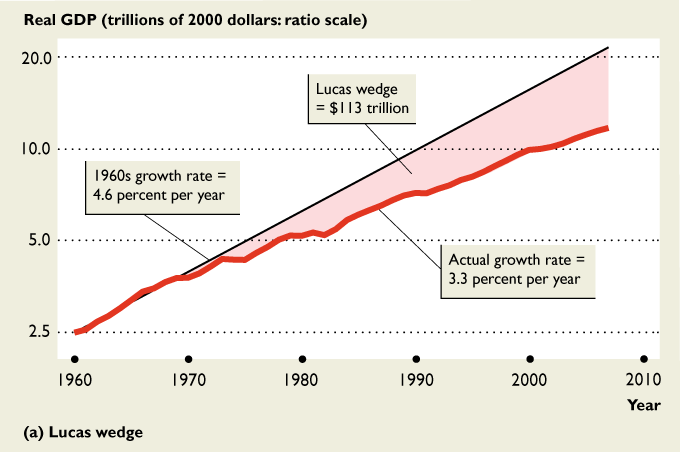 Real GDP (trillions of 2000 dollars: ratio scale)
20.0
Lucas wedge
= $113 trillion
10.0
1960s growth rate =
4.6 percent per year
5.0
Actual growth rate =
3.3 percent per year
2.5
1960
1970
1980
1990
2000
2010
Year
(a) Lucas wedge